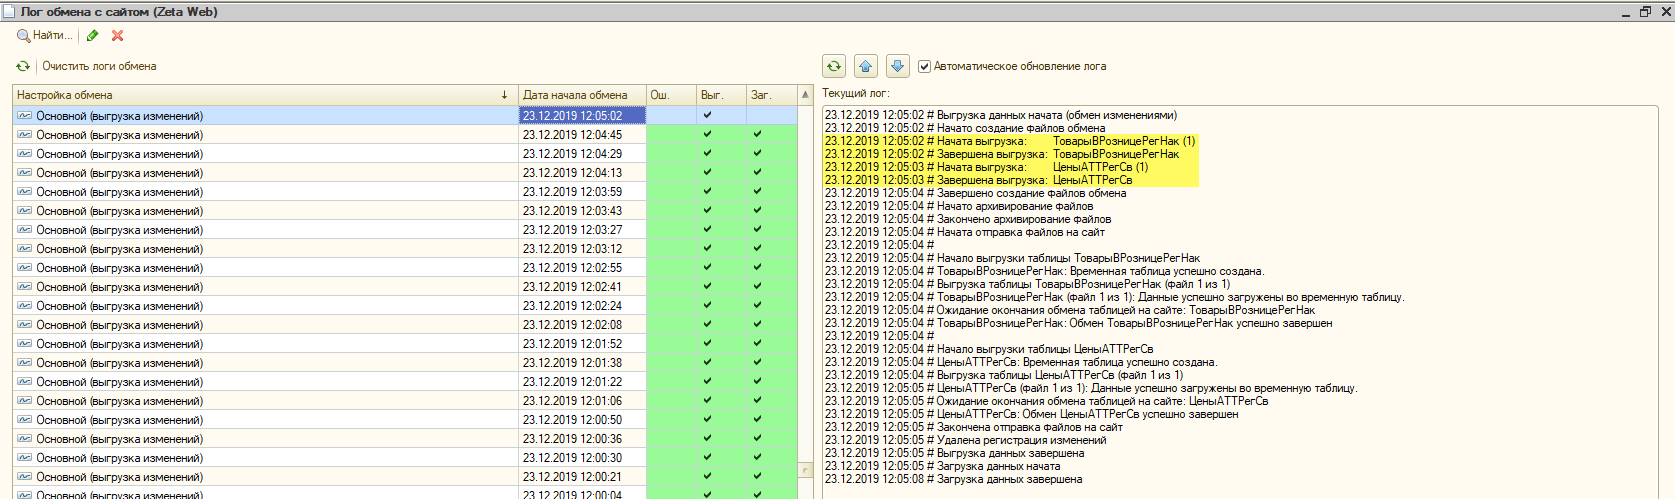 Лог обмена с сайтом (Zeta Web)
Найти...
Очистить логи обмена
Настройка обмена Дата начала обмена Ош. Выг. Заг.
Основной (выгрузка изменений) 23.12.2019 12:05:02
Основной (выгрузка изменений) 23.12.2019 12:04:45
Основной (выгрузка изменений) 23.12.2019 12:04:29
Основной (выгрузка изменений) 23.12.2019 12:04:13
Основной (выгрузка изменений) 23.12.2019 12:03:59
Основной (выгрузка изменений) 23.12.2019 12:03:43
Основной (выгрузка изменений) 23.12.2019 12:03:27
Основной (выгрузка изменений) 23.12.2019 12:03:12
Основной (выгрузка изменений) 23.12.2019 12:02:55
Основной (выгрузка изменений) 23.12.2019 12:02:41
Основной (выгрузка изменений) 23.12.2019 12:02:24
Основной (выгрузка изменений) 23.12.2019 12:02:08
Основной (выгрузка изменений) 23.12.2019 12:01:52
Основной (выгрузка изменений) 23.12.2019 12:01:38
Основной (выгрузка изменений) 23.12.2019 12:01:22
Основной (выгрузка изменений) 23.12.2019 12:01:06
Основной (выгрузка изменений) 23.12.2019 12:00:50
Основной (выгрузка изменений) 23.12.2019 12:00:36
Основной (выгрузка изменений) 23.12.2019 12:00:30
Основной (выгрузка изменений) 23.12.2019 12:00:21
Основной (выгрузка изменений) 23.12.2019 12:00:04
Автоматическое обновление лога
Текущий лог:
23.12.2019 12:05:02 # Выгрузка данных начата (обмен изменениями)
23.12.2019 12:05:02 # Начато создание файлов обмена
23.12.2019 12:05:02 # Начата выгрузка: ТоварыВРозницеРегНак (1)
23.12.2019 12:05:02 # Завершена выгрузка: ТоварыВРозницеРегНак
23.12.2019 12:05:03 # Начата выгрузка: ЦеныАТТРегСв (1)
23.12.2019 12:05:03 # Завершена выгрузка: ЦеныАТТРегСв
23.12.2019 12:05:04 # Завершено создание файлов обмена
23.12.2019 12:05:04 # Начато архивирование файлов
23.12.2019 12:05:04 # Закончено архивирование файлов
23.12.2019 12:05:04 # Начата отправка файлов на сайт
23.12.2019 12:05:04 #
23.12.2019 12:05:04 # Начало выгрузки таблицы ТоварыВРозницеРегНак
23.12.2019 12:05:04 # ТоварыВРозницеРегНак: Временная таблица успешно создана.
23.12.2019 12:05:04 # Выгрузка таблицы ТоварыВРозницеРегНак (файл 1 из 1)
23.12.2019 12:05:04 # ТоварыВРозницеРегНак (файл 1 из 1): Данные успешно загружены во временную таблицу.
23.12.2019 12:05:04 # Ожидание окончания обмена таблицей на сайте: ТоварыВРозницеРегНак
23.12.2019 12:05:04 # ТоварыВРозницеРегНак: Обмен ТоварыВРозницеРегНак успешно завершен
23.12.2019 12:05:04 #
23.12.2019 12:05:04 # Начало выгрузки таблицы ЦеныАТТРегСв
23.12.2019 12:05:04 # ЦеныАТТРегСв: Временная таблица успешно создана.
23.12.2019 12:05:04 # Выгрузка таблицы ЦеныАТТРегСв (файл 1 из 1)
23.12.2019 12:05:05 # ЦеныАТТРегСв (файл 1 из 1): Данные успешно загружены во временную таблицу.
23.12.2019 12:05:05 # Ожидание окончания обмена таблицей на сайте: ЦеныАТТРегСв
23.12.2019 12:05:05 # ЦеныАТТРегСв: Обмен ЦеныАТТРегСв успешно завершен
23.12.2019 12:05:05 # Закончена отправка файлов на сайт
23.12.2019 12:05:05 # Удалена регистрация изменений
23.12.2019 12:05:05 # Выгрузка данных завершена
23.12.2019 12:05:05 # Загрузка данных начата
23.12.2019 12:05:08 # Загрузка данных завершена